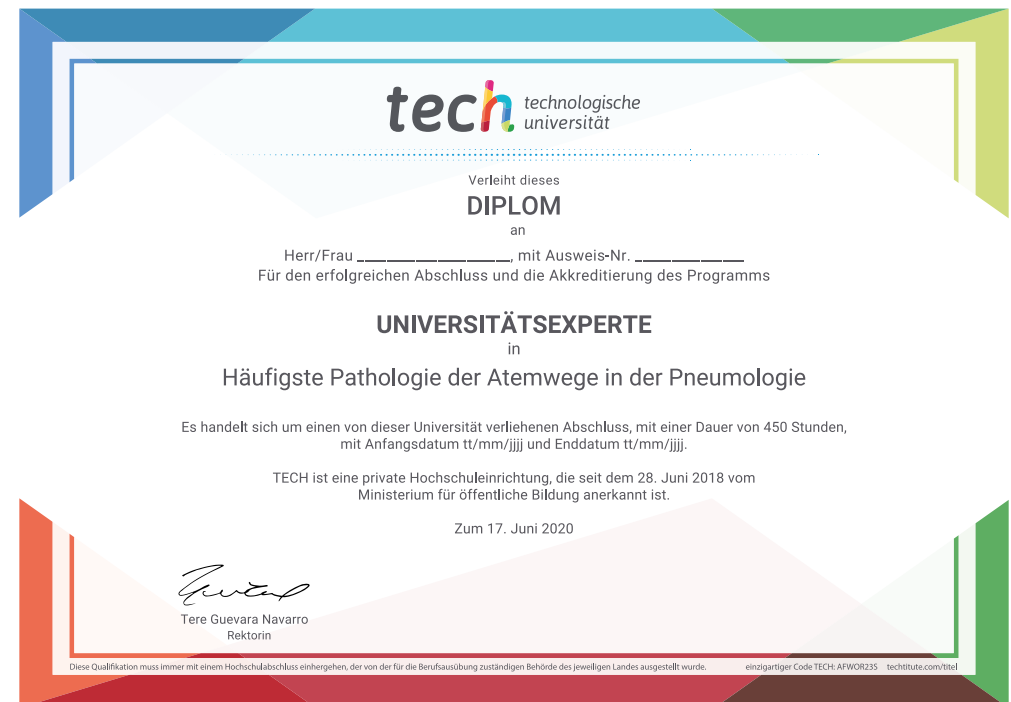 tech technologische
universität
Verleiht dieses
DIPLOM
an
Herr/Frau ____________________, mit Ausweis-Nr. ______________
Für den erfolgreichen Abschluss und die Akkreditierung des Programms
UNIVERSITÄTSEXPERTE
in
Häufigste Pathologie der Atemwege in der Pneumologie
Es handelt sich um einen von dieser Universität verliehenen Abschluss, mit einer Dauer von 450 Stunden,
mit Anfangsdatum tt/mm/jjjj und Enddatum tt/mm/jjjj.
TECH ist eine private Hochschuleinrichtung, die seit dem 28. Juni 2018 vom
Ministerium für öffentliche Bildung anerkannt ist.
Zum 17. Juni 2020
Tere Guevara Navarro
Rektorin
Diese Qualifikation muss immer mit einem Hochschulabschluss einhergehen, der von der für die Berufsausübung zuständigen Behörde des jeweiligen Landes ausgestellt wurde. einzigartiger Code TECH: AFWOR23S techtitute.com/titel